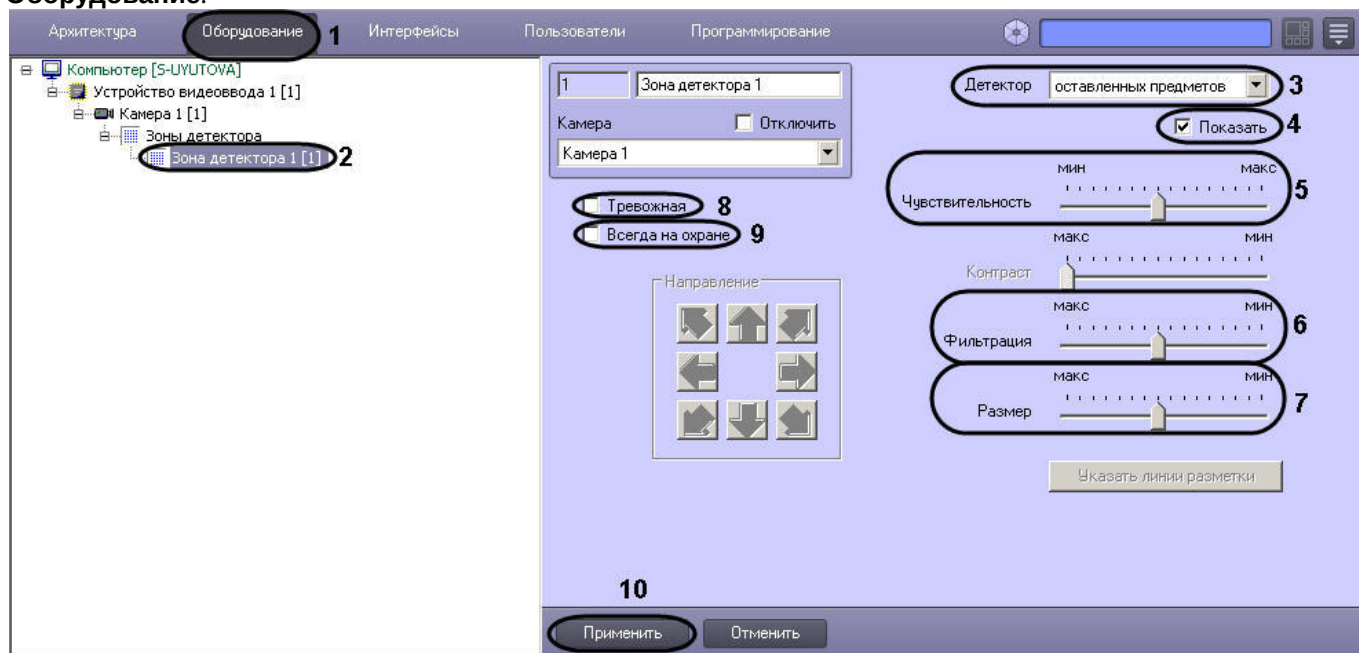 Оборудование.
Архитектура Оборудование 1 Интерфейсы Пользователи Программирование
Компьютер [S-UYUTOVA]
Устройство видеоввода 1 [1]
Камера 1 [1]
Зоны детектора
Зона детектора 1 [1] 2
1 Зона детектора 1
Камера Отключить
Камера 1
Тревожная 8
Всегда на охране 9
Направление
Детектор оставленных предметов 3
Показать 4
мин макс
Чувствительность 5
макс мин
Контраст
макс мин
Фильтрация 6
макс мин
Размер 7
Указать линии разметки
10
Применить Отменить